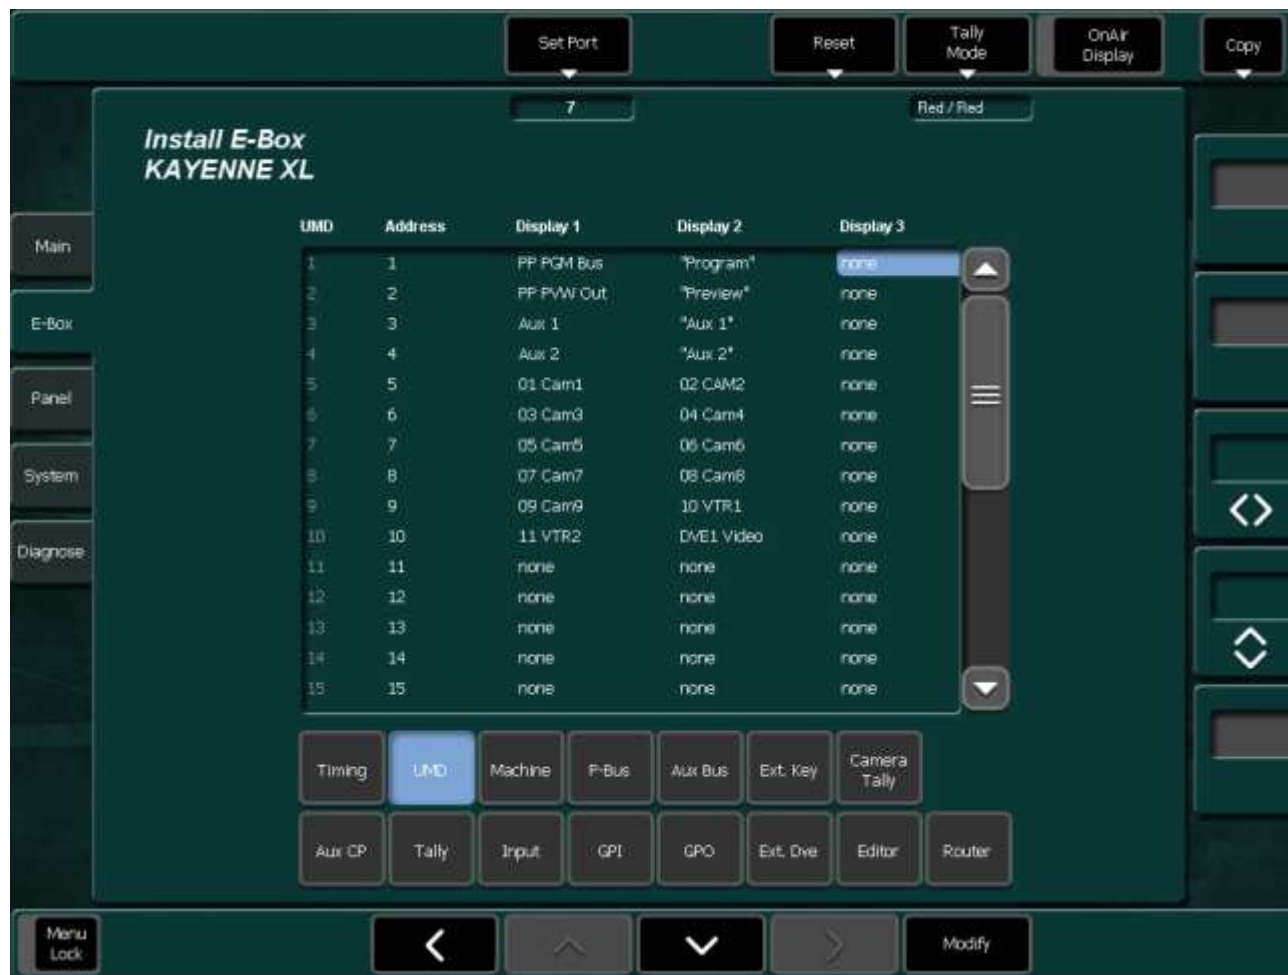 Set Port
Reset
Tally
Mode
OnAir
Display
Copy
7
Red / Red
Install E-Box
KAYENNE XL
Main
E-Box
Panel
System
Diagnose
UMD Address Display 1 Display 2 Display 3
1 1 PP PGM Bus "Program" none
2 2 PP PVW Out "Preview" none
3 3 Aux 1 "Aux 1" none
4 4 Aux 2 "Aux 2" none
5 5 01 Cam1 02 CAM2 none
6 6 03 Cam3 04 Cam4 none
7 7 05 Cam5 06 Cam6 none
8 8 07 Cam7 08 Cam8 none
9 9 09 Cam9 10 VTR1 none
10 10 11 VTR2 DVE1 Video none
11 11 none none none
12 12 none none none
13 13 none none none
14 14 none none none
15 15 none none none
Timing UMD Machine P-Bus Aux Bus Ext. Key Camera
Tally
Aux CP Tally Input GPI GPO Ext. Dve Editor Router
Menu
Lock
Modify